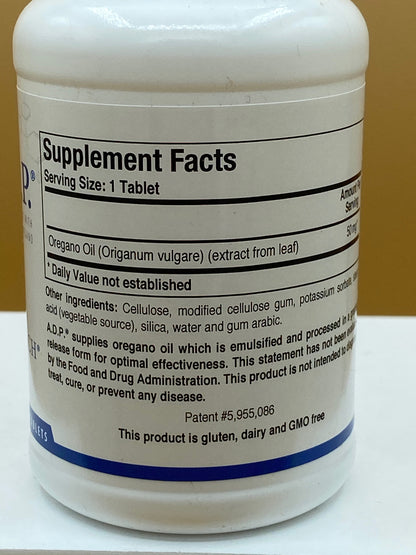 P.®
Supplement Facts
Serving Size: 1 Tablet
Amount
Serving
Oregano Oil (Origanum vulgare) (extract from leaf) 50mg
* Daily Value not established
Other ingredients: Cellulose, modified cellulose gum, potassium sorbate,
acid (vegetable source), silica, water and gum arabic.
A.D.P.® supplies oregano oil which is emulsified and processed in a
release form for optimal effectiveness. This statement has not been
by the Food and Drug Administration. This product is not intended to
treat, cure, or prevent any disease.
Patent #5,955,086
This product is gluten, dairy and GMO free